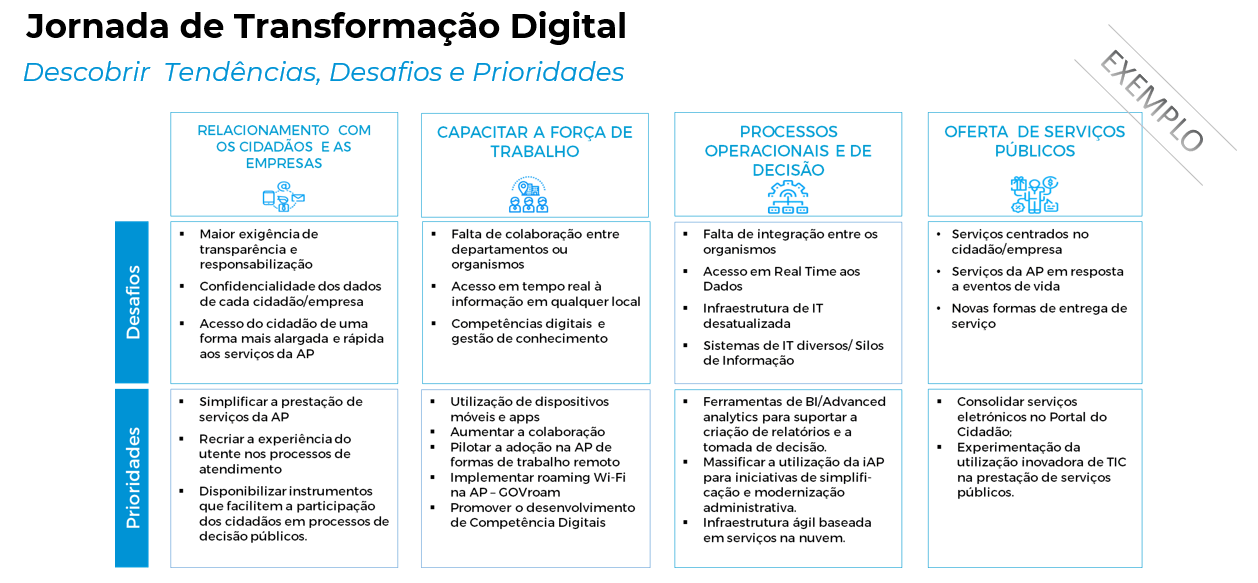 Jornada de Transformação Digital
Descobrir Tendências, Desafios e Prioridades
EXEMPLO
RELACIONAMENTO COM
OS CIDADÃOS E AS
EMPRESAS
CAPACITAR A FORÇA DE
TRABALHO
PROCESSOS
OPERACIONAIS E DE
DECISÃO
OFERTA DE SERVIÇOS
PÚBLICOS
Desafios
▪ Maior exigência de
transparência e
responsabilização
▪ Confidencialidade dos dados
de cada cidadão/empresa
▪ Acesso do cidadão de uma
forma mais alargada e rápida
aos serviços da AP
▪ Falta de colaboração entre
departamentos ou
organismos
▪ Acesso em tempo real à
informação em qualquer local
▪ Competências digitais e
gestão de conhecimento
▪ Falta de integração entre os
organismos
▪ Acesso em Real Time aos
Dados
▪ Infraestrutura de IT
desatualizada
▪ Sistemas de IT diversos/ Silos
de Informação
• Serviços centrados no
cidadão/empresa
• Serviços da AP em resposta
a eventos de vida
• Novas formas de entrega de
serviço
Prioridades
▪ Simplificar a prestação de
serviços da AP
▪ Recriar a experiência do
utente nos processos de
atendimento
▪ Disponibilizar instrumentos
que facilitem a participação
dos cidadãos em processos de
decisão públicos.
▪ Utilização de dispositivos
móveis e apps
▪ Aumentar a colaboração
▪ Pilotar a adoção na AP de
formas de trabalho remoto
▪ Implementar roaming Wi-Fi
na AP – GOVroam
▪ Promover o desenvolvimento
de Competência Digitais
▪ Ferramentas de BI/Advanced
analytics para suportar a
criação de relatórios e a
tomada de decisão.
▪ Massificar a utilização da iAP
para iniciativas de simplifi-
cação e modernização
administrativa.
▪ Infraestrutura ágil baseada
em serviços na nuvem.
▪ Consolidar serviços
eletrónicos no Portal do
Cidadão;
▪ Experimentação da
utilização inovadora de TIC
na prestação de serviços
públicos.